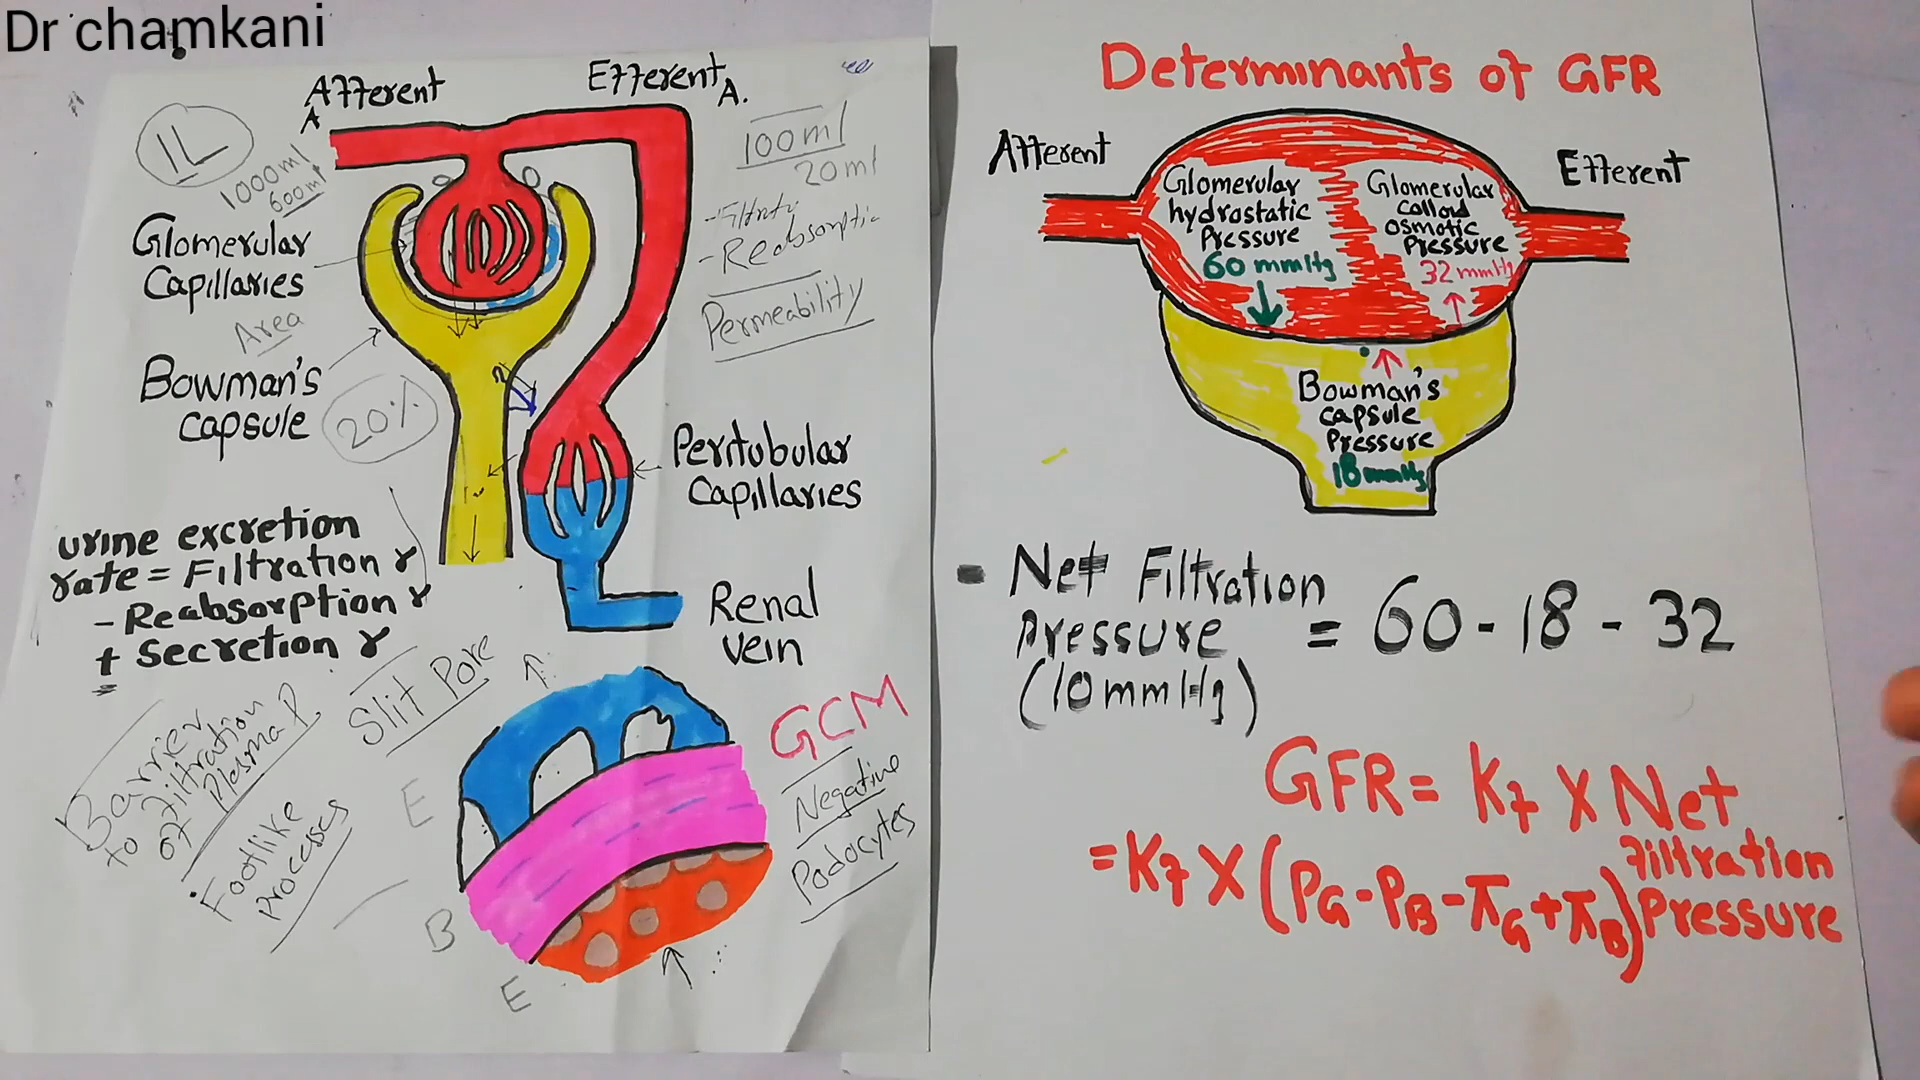 Dr chamkani
Afferent
A
Efferent
A.
1L
1000ml
600ml
100ml
20ml
- Reabsorptio
Permeability
Glomerular
Capillaries
Area
Bowman's
capsule
20%
Peritubular
Capillaries
urine excretion
rate = Filtration r
- Reabsorption r
+ Secretion r
=
Renal
vein
Slit Pore
Barrier
to filtration
of Plasma P.
Footlike
processes
GCM
Negative
Podocytes
E
B
E
Determinants of GFR
Afferent
Efferent
Glomerular
hydrostatic
Pressure
60 mmHg
Glomerular
colloid
osmotic
Pressure
32 mmHg
Bowman's
capsule
Pressure
18 mmHg
Net Filtration
Pressure = 60 - 18 - 32
(10mmHg)
GFR = Kf X Net
filtration
Pressure
= Kf X (PG - PB - πG + πB)